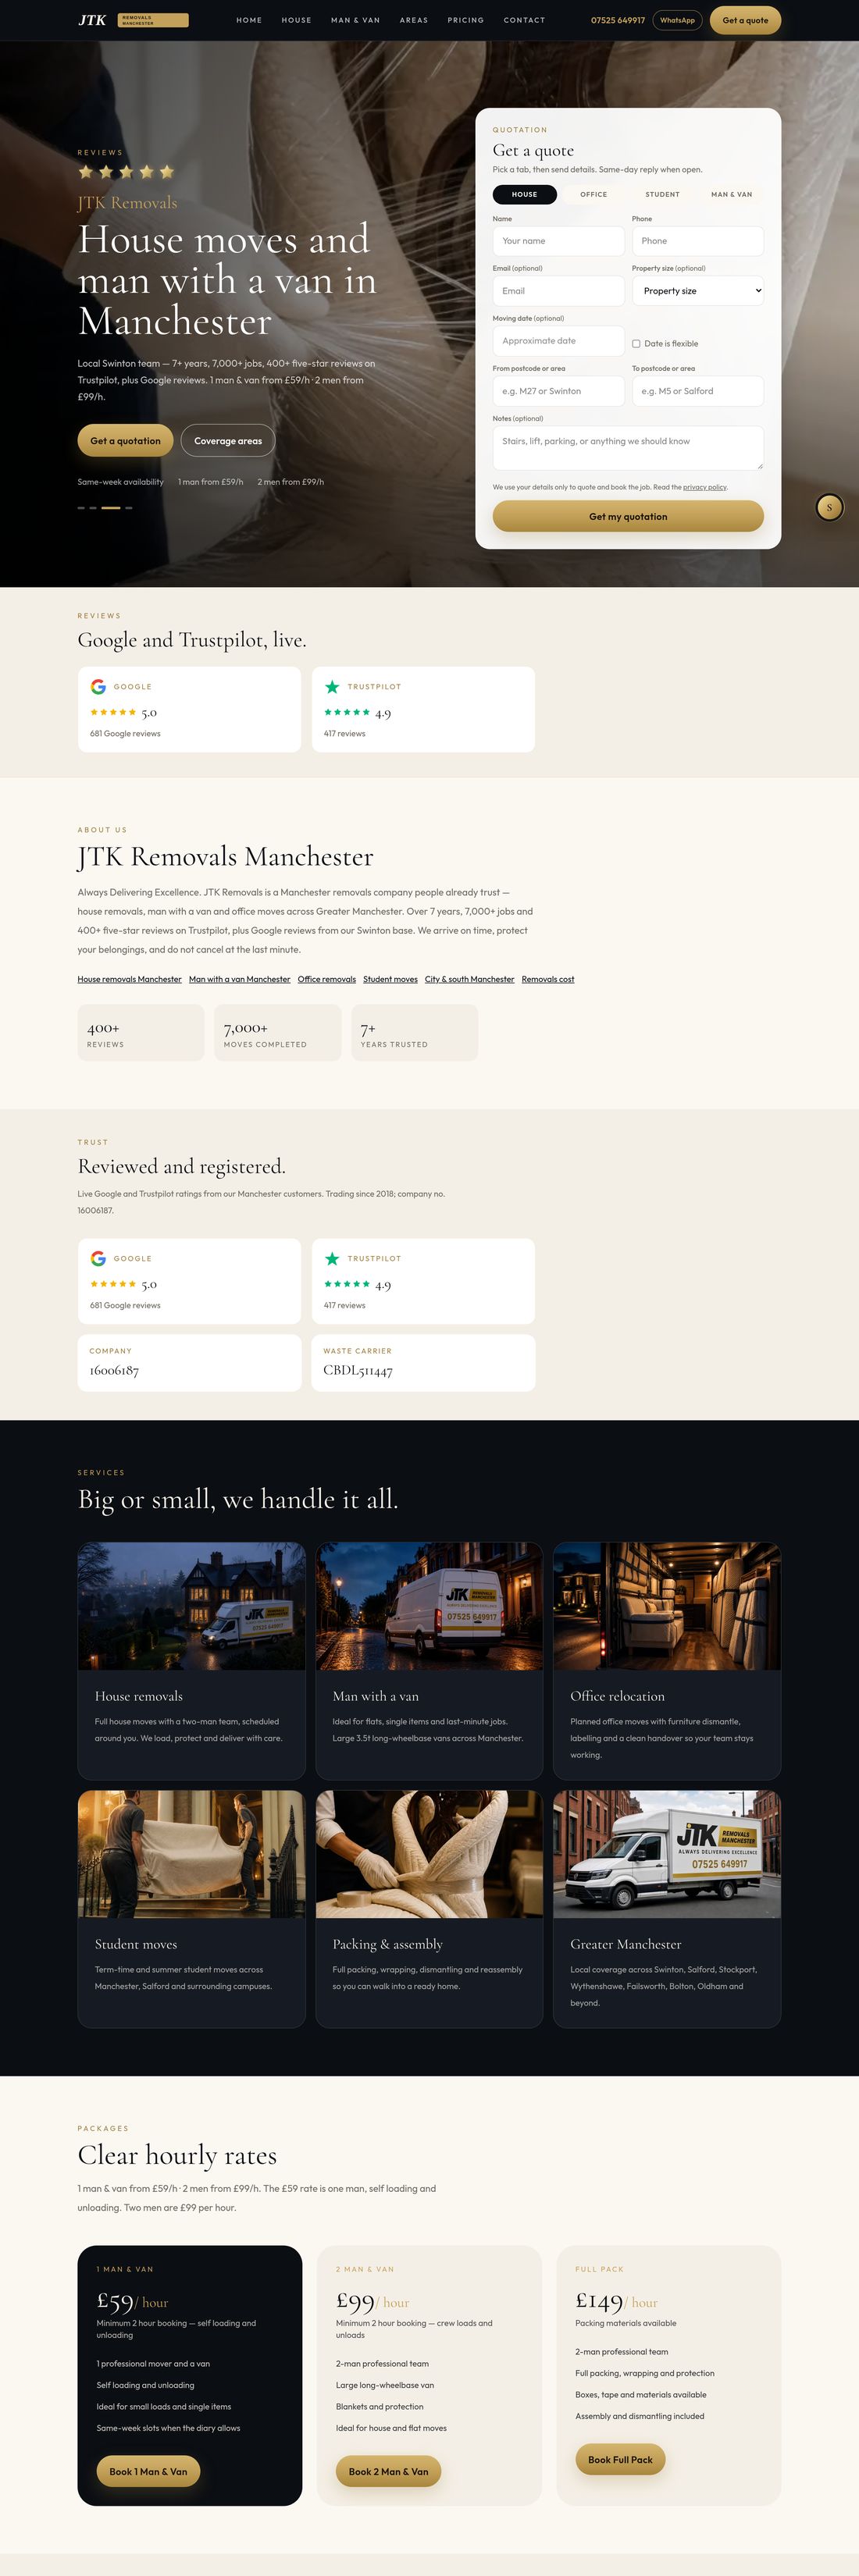 JTK REMOVALS MANCHESTER
HOME HOUSE MAN & VAN AREAS PRICING CONTACT
07525 649917 WhatsApp Get a quote
REVIEWS
JTK Removals
House moves and
man with a van in
Manchester
Local Swinton team — 7+ years, 7,000+ jobs, 400+ five-star reviews on
Trustpilot, plus Google reviews. 1 man & van from £59/h · 2 men from
£99/h.
Get a quotation Coverage areas
Same-week availability 1 man from £59/h 2 men from £99/h
QUOTATION
Get a quote
Pick a tab, then send details. Same-day reply when open.
HOUSE OFFICE STUDENT MAN & VAN
Name Phone
Your name Phone
Email (optional) Property size (optional)
Email Property size
Moving date (optional)
Approximate date Date is flexible
From postcode or area To postcode or area
e.g. M27 or Swinton e.g. M5 or Salford
Notes (optional)
Stairs, lift, parking, or anything we should know
We use your details only to quote and book the job. Read the privacy policy.
Get my quotation
S
REVIEWS
Google and Trustpilot, live.
GOOGLE TRUSTPILOT
5.0 4.9
681 Google reviews 417 reviews
ABOUT US
JTK Removals Manchester
Always Delivering Excellence. JTK Removals is a Manchester removals company people already trust —
house removals, man with a van and office moves across Greater Manchester. Over 7 years, 7,000+ jobs and
400+ five-star reviews on Trustpilot, plus Google reviews from our Swinton base. We arrive on time, protect
your belongings, and do not cancel at the last minute.
House removals Manchester Man with a van Manchester Office removals Student moves City & south Manchester Removals cost
400+ 7,000+ 7+
REVIEWS MOVES COMPLETED YEARS TRUSTED
TRUST
Reviewed and registered.
Live Google and Trustpilot ratings from our Manchester customers. Trading since 2018; company no.
16006187.
GOOGLE TRUSTPILOT
5.0 4.9
681 Google reviews 417 reviews
COMPANY WASTE CARRIER
16006187 CBDL511447
SERVICES
Big or small, we handle it all.
JTK 07525 649917
JTK REMOVALS MANCHESTER
ALWAYS DELIVERING EXCELLENCE
07525 649917
House removals
Full house moves with a two-man team, scheduled
around you. We load, protect and deliver with care.
Man with a van
Ideal for flats, single items and last-minute jobs.
Large 3.5t long-wheelbase vans across Manchester.
Office relocation
Planned office moves with furniture dismantle,
labelling and a clean handover so your team stays
working.
JTK REMOVALS MANCHESTER
ALWAYS DELIVERING EXCELLENCE
07525 649917
Student moves
Term-time and summer student moves across
Manchester, Salford and surrounding campuses.
Packing & assembly
Full packing, wrapping, dismantling and reassembly
so you can walk into a ready home.
Greater Manchester
Local coverage across Swinton, Salford, Stockport,
Wythenshawe, Failsworth, Bolton, Oldham and
beyond.
PACKAGES
Clear hourly rates
1 man & van from £59/h · 2 men from £99/h. The £59 rate is one man, self loading and
unloading. Two men are £99 per hour.
1 MAN & VAN
£59/ hour
Minimum 2 hour booking — self loading and
unloading
1 professional mover and a van
Self loading and unloading
Ideal for small loads and single items
Same-week slots when the diary allows
Book 1 Man & Van
2 MAN & VAN
£99/ hour
Minimum 2 hour booking — crew loads and
unloads
2-man professional team
Large long-wheelbase van
Blankets and protection
Ideal for house and flat moves
Book 2 Man & Van
FULL PACK
£149/ hour
Packing materials available
2-man professional team
Full packing, wrapping and protection
Boxes, tape and materials available
Assembly and dismantling included
Book Full Pack